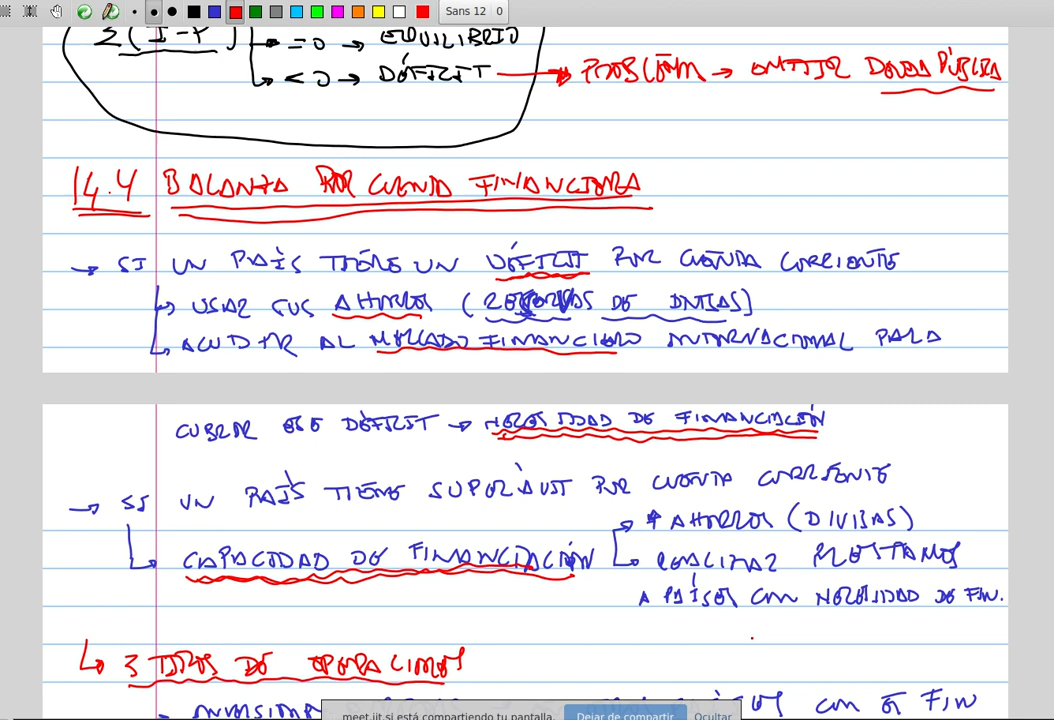 Sans 12 0
Σ(I-P) = 0 → EQUILIBRIO
< 0 → DÉFICIT → PROBLEMA → EMITIR DEUDA PÚBLICA
14.4 BALANZA POR CUENTA FINANCIERA
→ SI UN PAÍS TIENE UN DÉFICIT POR CUENTA CORRIENTE
↳ USAR SUS AHORROS (RESERVAS DE DIVISAS)
↳ ACUDIR AL MERCADO FINANCIERO INTERNACIONAL PARA
CUBRIR ESE DÉFICIT → NECESIDAD DE FINANCIACIÓN
→ SI UN PAÍS TIENE SUPERÁVIT POR CUENTA CORRIENTE
↳ CAPACIDAD DE FINANCIACIÓN
↑ AHORROS (DIVISAS)
↳ REALIZAR PRÉSTAMOS
A PAÍSES CON NECESIDAD DE FIN.
↳ 3 TIPOS DE OPERACIONES
CON EL FIN
meet.jit.si está compartiendo tu pantalla. Dejar de compartir Ocultar